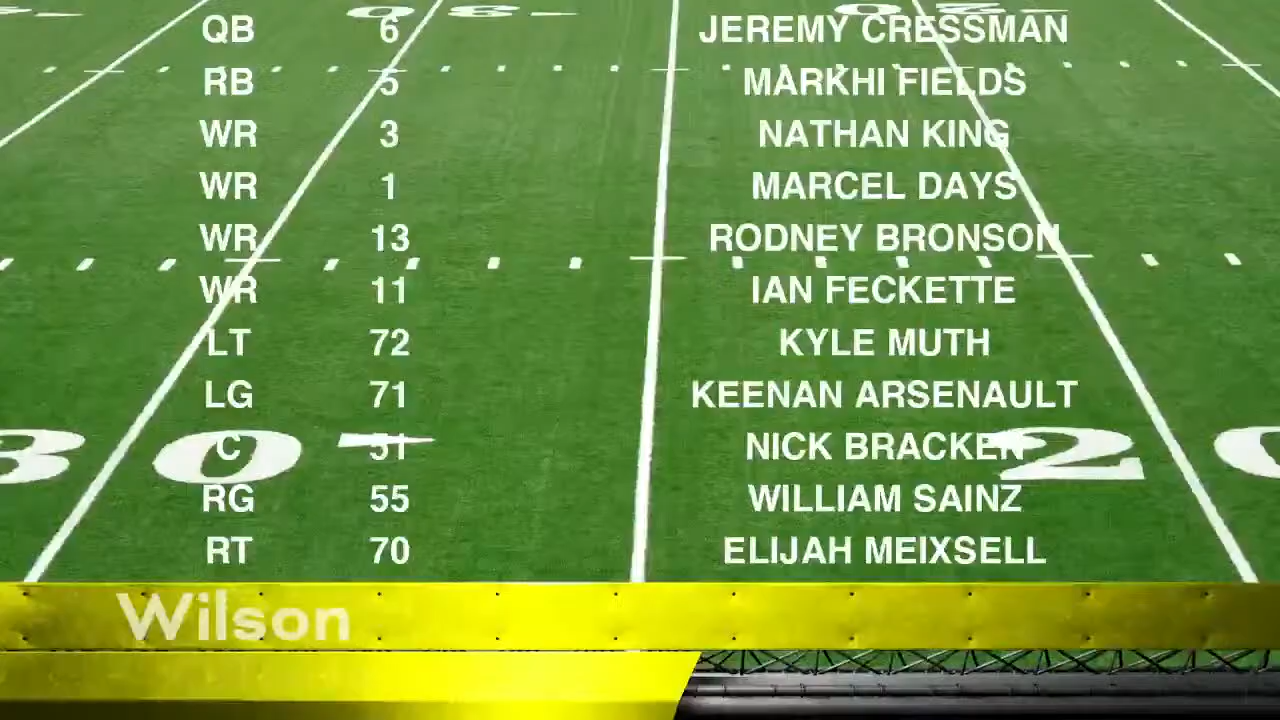 QB 6 JEREMY CRESSMAN
RB 5 MARKHI FIELDS
WR 3 NATHAN KING
WR 1 MARCEL DAYS
WR 13 RODNEY BRONSON
WR 11 IAN FECKETTE
LT 72 KYLE MUTH
LG 71 KEENAN ARSENAULT
C 51 NICK BRACKEN
RG 55 WILLIAM SAINZ
RT 70 ELIJAH MEIXSELL
Wilson